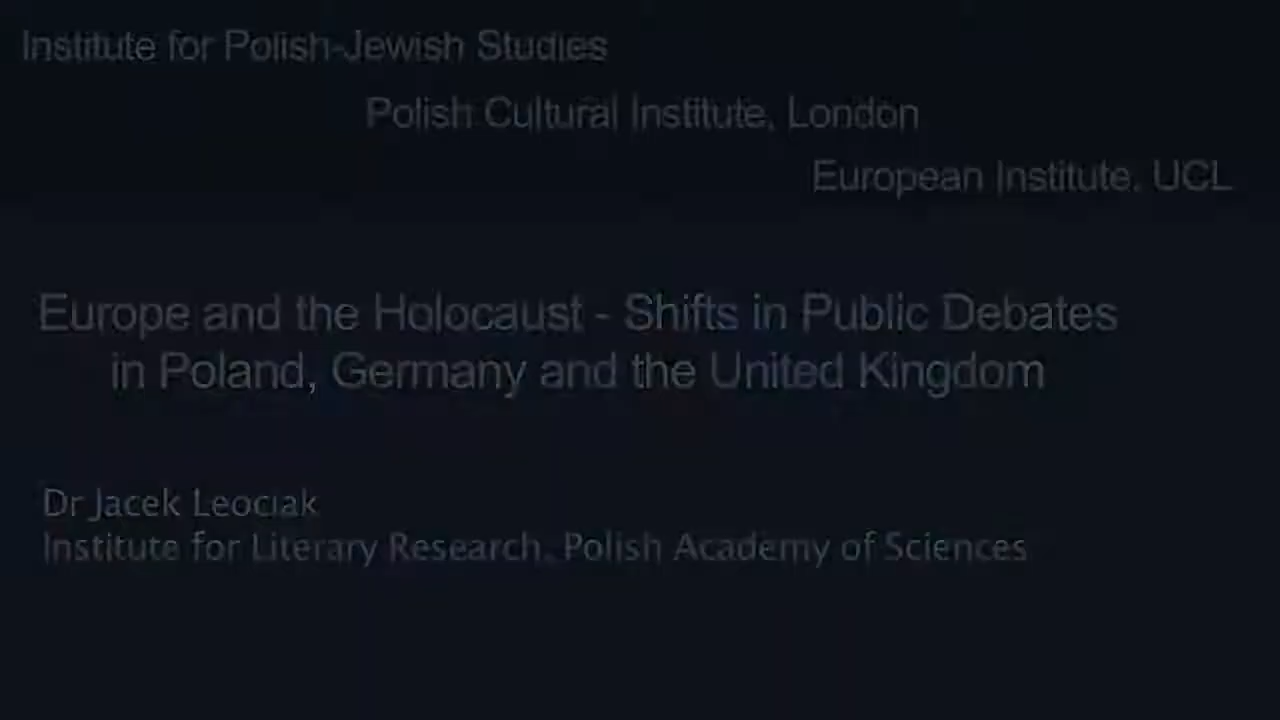 Institute for Polish-Jewish Studies
Polish Cultural Institute, London
European Institute, UCL
Europe and the Holocaust - Shifts in Public Debates
in Poland, Germany and the United Kingdom
Dr Jacek Leociak
Institute for Literary Research, Polish Academy of Sciences